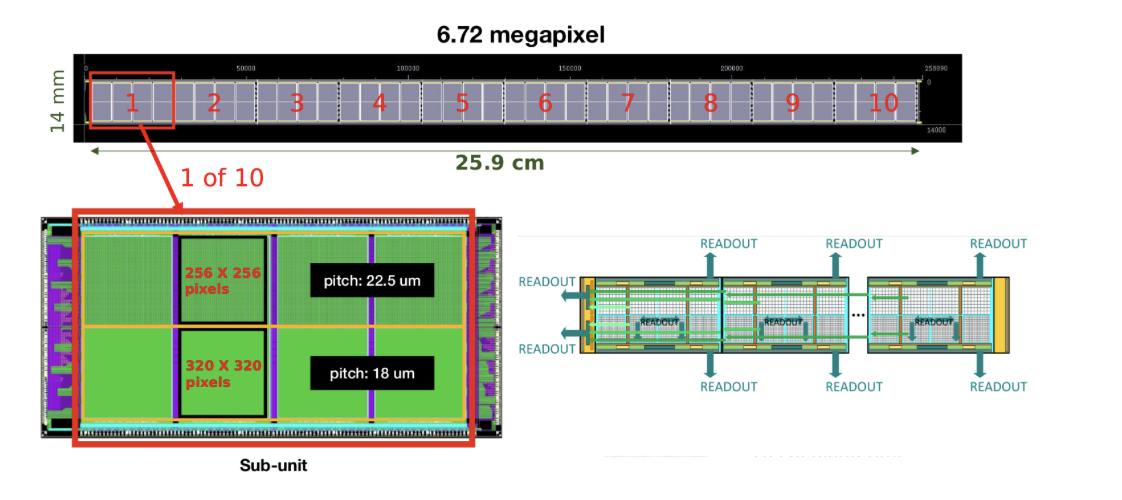 6.72 megapixel
0 50000 100000 150000 200000 258890
0
14000
14 mm
1 2 3 4 5 6 7 8 9 10
25.9 cm
1 of 10
256 X 256
pixels
pitch: 22.5 um
320 X 320
pixels
pitch: 18 um
Sub-unit
READOUT READOUT READOUT
READOUT
READOUT READOUT ... READOUT
READOUT
READOUT READOUT READOUT